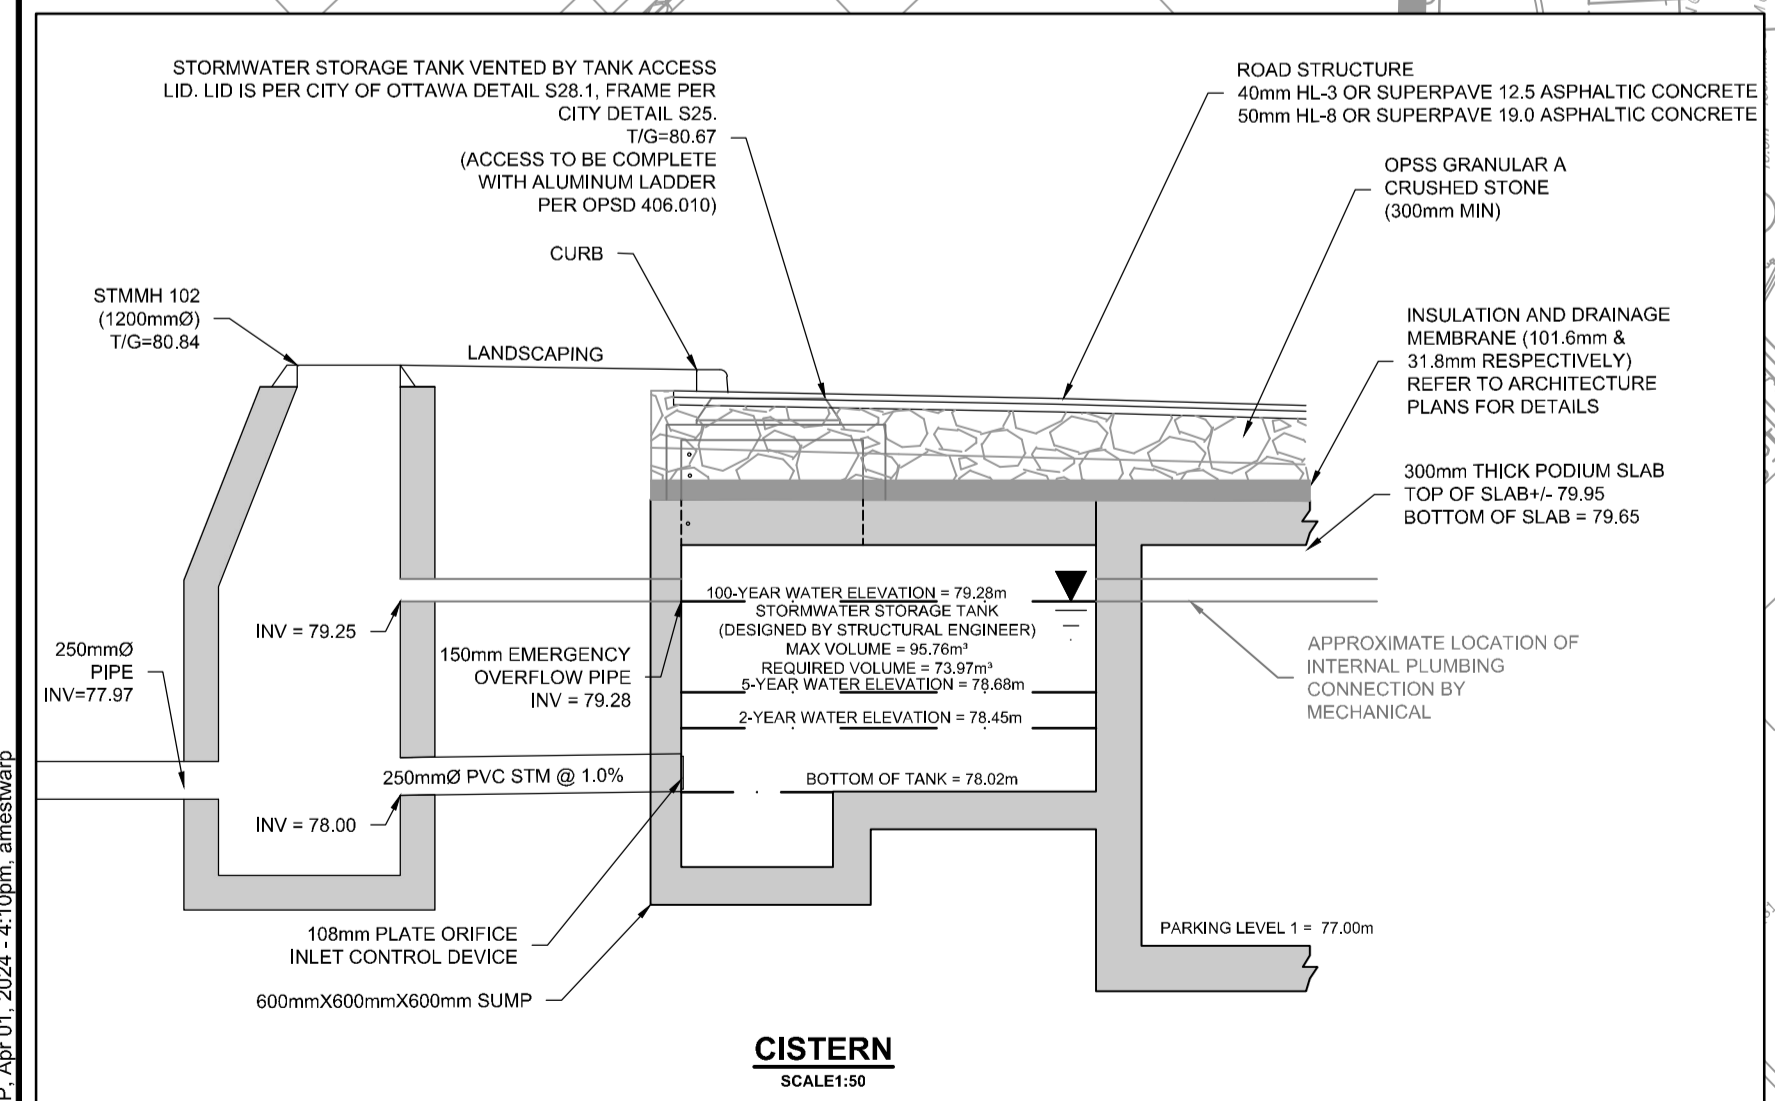 STORMWATER STORAGE TANK VENTED BY TANK ACCESS
LID. LID IS PER CITY OF OTTAWA DETAIL S28.1, FRAME PER
CITY DETAIL S25.
T/G=80.67
(ACCESS TO BE COMPLETE
WITH ALUMINUM LADDER
PER OPSD 406.010)
ROAD STRUCTURE
40mm HL-3 OR SUPERPAVE 12.5 ASPHALTIC CONCRETE
50mm HL-8 OR SUPERPAVE 19.0 ASPHALTIC CONCRETE
OPSS GRANULAR A
CRUSHED STONE
(300mm MIN)
CURB
STMMH 102
(1200mmØ)
T/G=80.84
LANDSCAPING
INSULATION AND DRAINAGE
MEMBRANE (101.6mm &
31.8mm RESPECTIVELY)
REFER TO ARCHITECTURE
PLANS FOR DETAILS
300mm THICK PODIUM SLAB
TOP OF SLAB+/- 79.95
BOTTOM OF SLAB = 79.65
100-YEAR WATER ELEVATION = 79.28m
STORMWATER STORAGE TANK
(DESIGNED BY STRUCTURAL ENGINEER)
MAX VOLUME = 95.76m³
REQUIRED VOLUME = 73.97m³
5-YEAR WATER ELEVATION = 78.68m
2-YEAR WATER ELEVATION = 78.45m
BOTTOM OF TANK = 78.02m
INV = 79.25
150mm EMERGENCY
OVERFLOW PIPE
INV = 79.28
250mmØ
PIPE
INV=77.97
APPROXIMATE LOCATION OF
INTERNAL PLUMBING
CONNECTION BY
MECHANICAL
250mmØ PVC STM @ 1.0%
INV = 78.00
108mm PLATE ORIFICE
INLET CONTROL DEVICE
600mmX600mmX600mm SUMP
PARKING LEVEL 1 = 77.00m
CISTERN
SCALE1:50
P, Apr 01, 2024 - 4:10pm, amestwarp